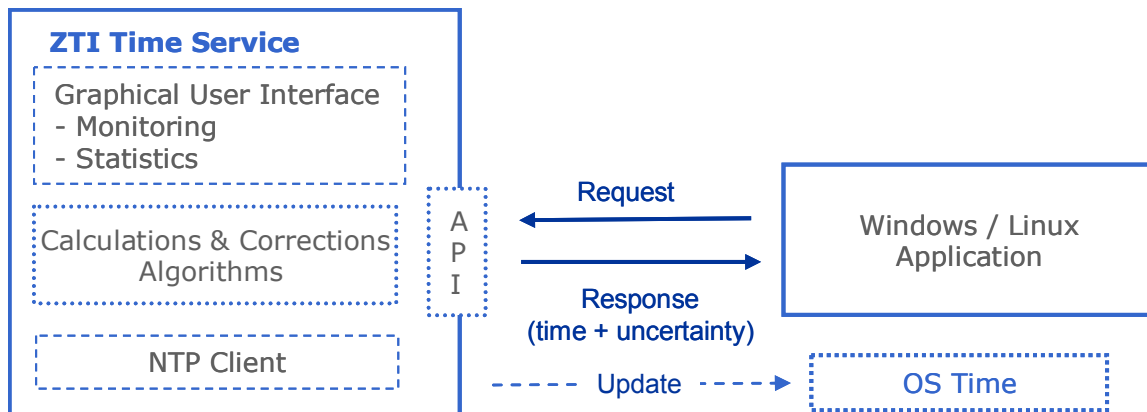 ZTI Time Service
Graphical User Interface
- Monitoring
- Statistics
Calculations & Corrections
Algorithms
NTP Client
A
P
I
Request
Response
(time + uncertainty)
Update
Windows / Linux
Application
OS Time